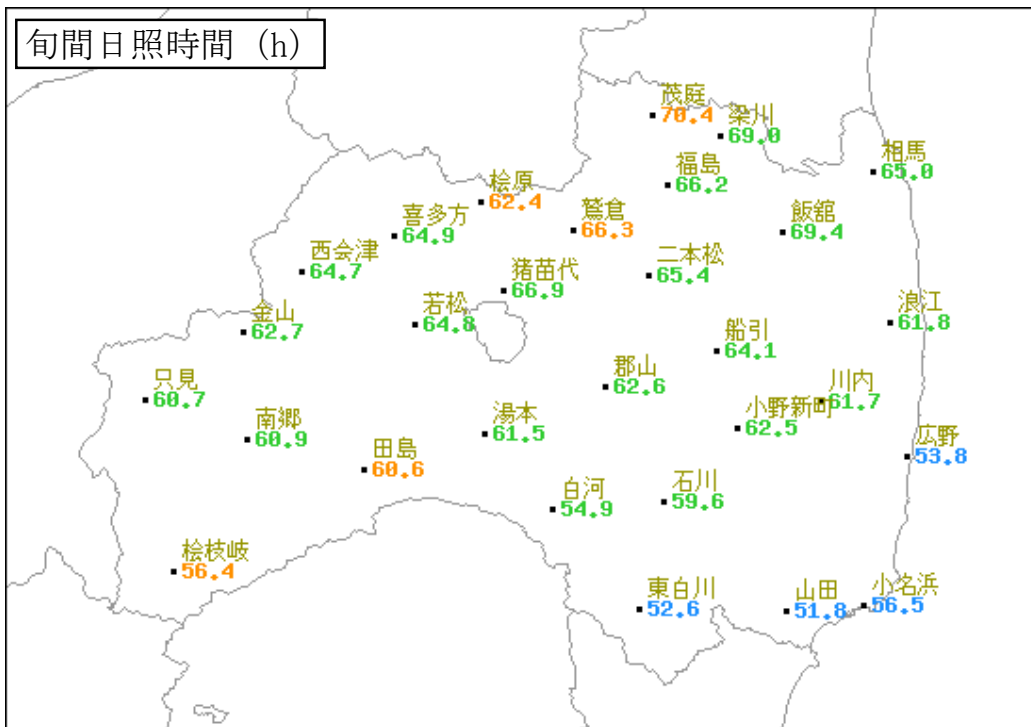 旬間日照時間 (h)
茂庭
70.4
梁川
69.0
相馬
65.0
福島
66.2
桧原
62.4
鷲倉
66.3
飯舘
69.4
喜多方
64.9
西会津
64.7
二本松
65.4
猪苗代
66.9
金山
62.7
若松
64.8
浪江
61.8
船引
64.1
只見
60.7
郡山
62.6
川内
61.7
小野新町
62.5
南郷
60.9
湯本
61.5
広野
53.8
田島
60.6
白河
54.9
石川
59.6
桧枝岐
56.4
東白川
52.6
山田
51.8
小名浜
56.5